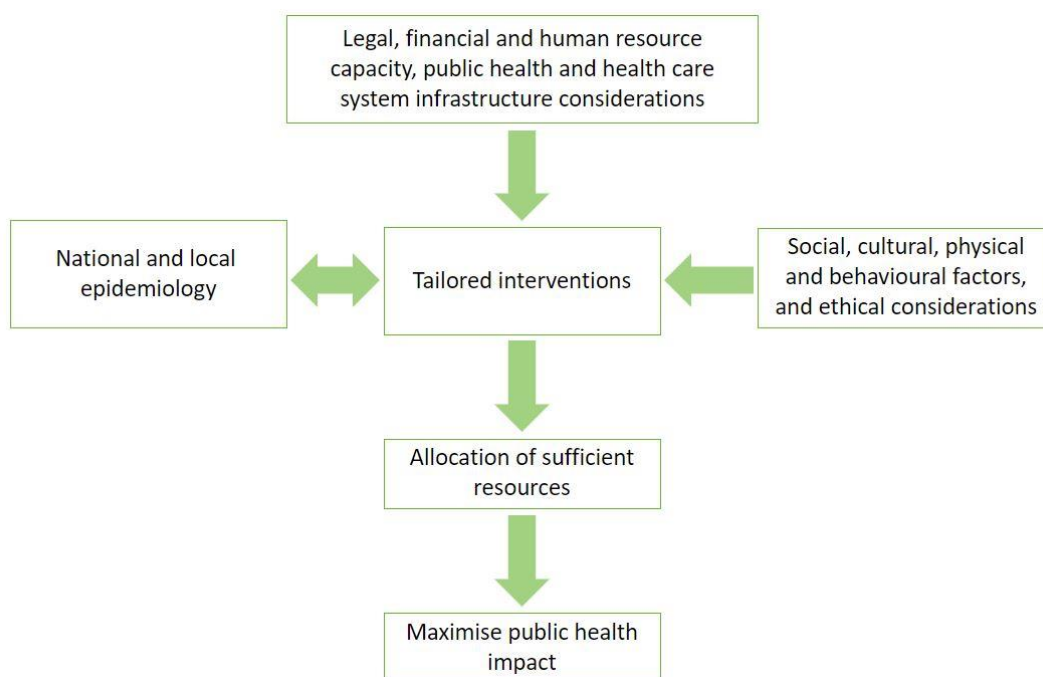 Legal, financial and human resource
capacity, public health and health care
system infrastructure considerations
National and local
epidemiology
Tailored interventions
Social, cultural, physical
and behavioural factors,
and ethical considerations
Allocation of sufficient
resources
Maximise public health
impact